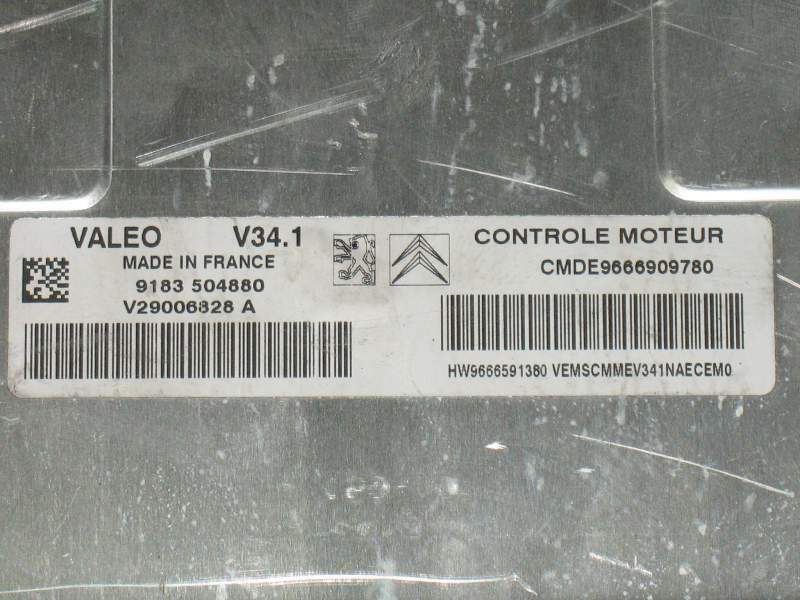 VALEO V34.1
MADE IN FRANCE
9183 504880
V29006828 A
CONTROLE MOTEUR
CMDE9666909780
HW9666591380 VEMSCMMEV341NAECEM0